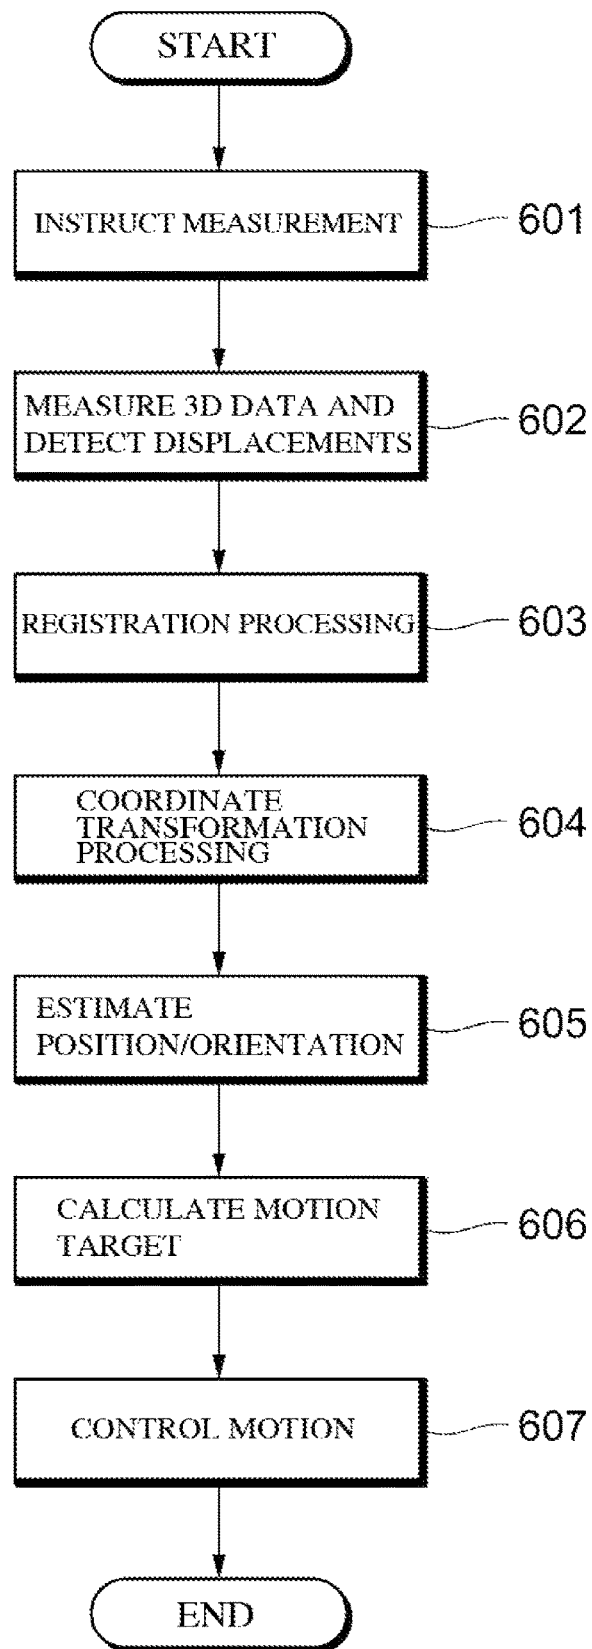 START
INSTRUCT MEASUREMENT
601
MEASURE 3D DATA AND
DETECT DISPLACEMENTS
602
REGISTRATION PROCESSING
603
COORDINATE
TRANSFORMATION
PROCESSING
604
ESTIMATE
POSITION/ORIENTATION
605
CALCULATE MOTION
TARGET
606
CONTROL MOTION
607
END